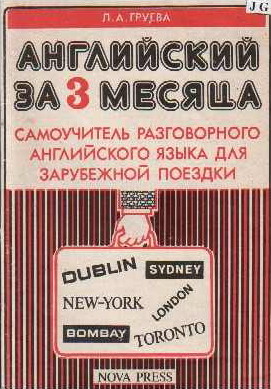 J G
Л.А.ГРУЕВА
АНГЛИЙСКИЙ
ЗА 3 МЕСЯЦА
САМОУЧИТЕЛЬ РАЗГОВОРНОГО
АНГЛИЙСКОГО ЯЗЫКА ДЛЯ
ЗАРУБЕЖНОЙ ПОЕЗДКИ
DUBLIN
SYDNEY
NEW-YORK
LONDON
BOMBAY
TORONTO
NOVA PRESS